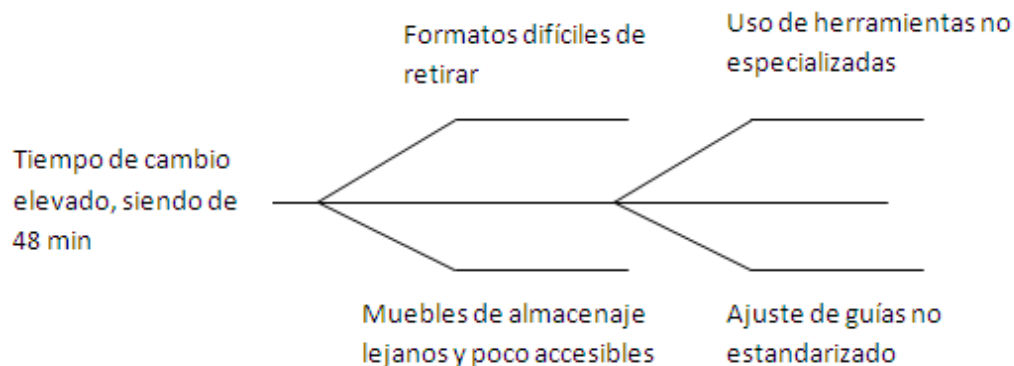 Formatos difíciles de
retirar
Uso de herramientas no
especializadas
Tiempo de cambio
elevado, siendo de
48 min
Muebles de almacenaje
lejanos y poco accesibles
Ajuste de guías no
estandarizado